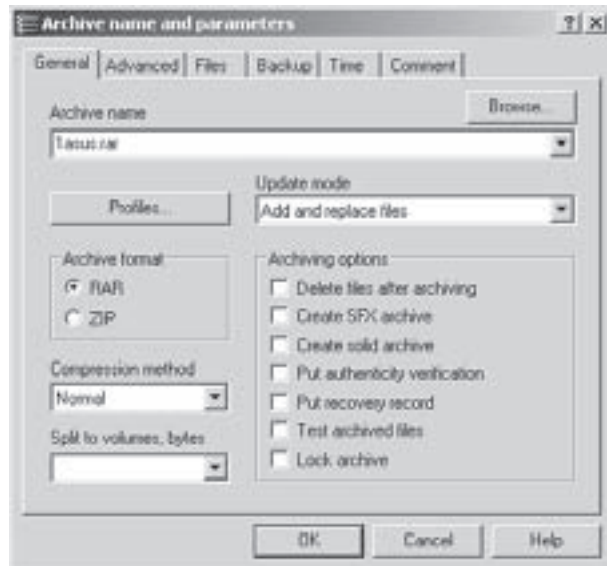 Archive name and parameters
General Advanced Files Backup Time Comment
Archive name
Browse...
1asus.rar
Profiles...
Update mode
Add and replace files
Archive format
RAR
ZIP
Compression method
Normal
Split to volumes, bytes
Archiving options
Delete files after archiving
Create SFX archive
Create solid archive
Put authenticity verification
Put recovery record
Test archived files
Lock archive
OK Cancel Help